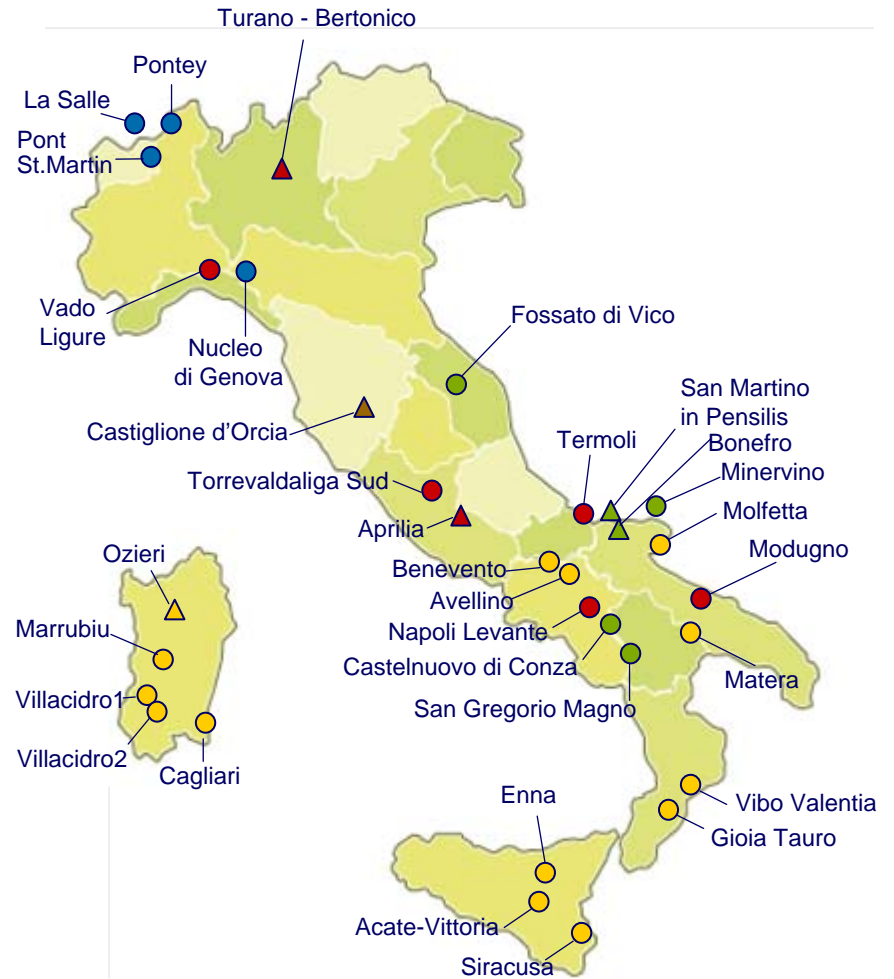 Turano - Bertonico
Pontey
La Salle
Pont
St.Martin
Vado
Ligure
Nucleo
di Genova
Fossato di Vico
San Martino
in Pensilis
Bonefro
Castiglione d'Orcia
Termoli
Minervino
Torrevaldaliga Sud
Molfetta
Aprilia
Modugno
Ozieri
Benevento
Avellino
Marrubiu
Napoli Levante
Castelnuovo di Conza
Matera
Villacidro1
San Gregorio Magno
Villacidro2
Cagliari
Enna
Vibo Valentia
Gioia Tauro
Acate-Vittoria
Siracusa